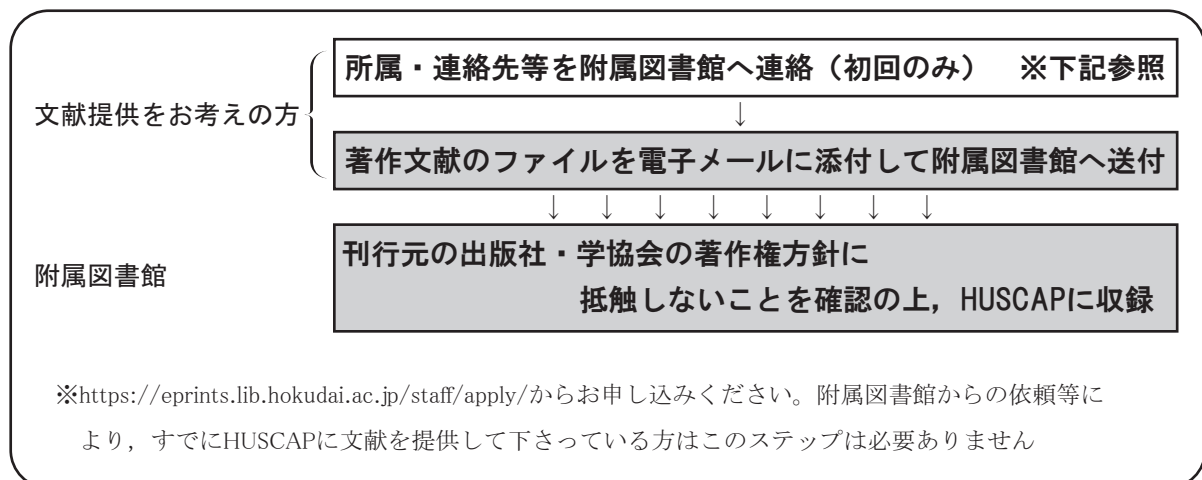 文献提供をお考えの方
所属・連絡先等を附属図書館へ連絡（初回のみ）　※下記参照
↓
著作文献のファイルを電子メールに添付して附属図書館へ送付
↓ ↓ ↓ ↓ ↓ ↓ ↓ ↓
附属図書館
刊行元の出版社・学協会の著作権方針に
抵触しないことを確認の上，HUSCAPに収録
※https://eprints.lib.hokudai.ac.jp/staff/apply/からお申し込みください。附属図書館からの依頼等に
より，すでにHUSCAPに文献を提供して下さっている方はこのステップは必要ありません